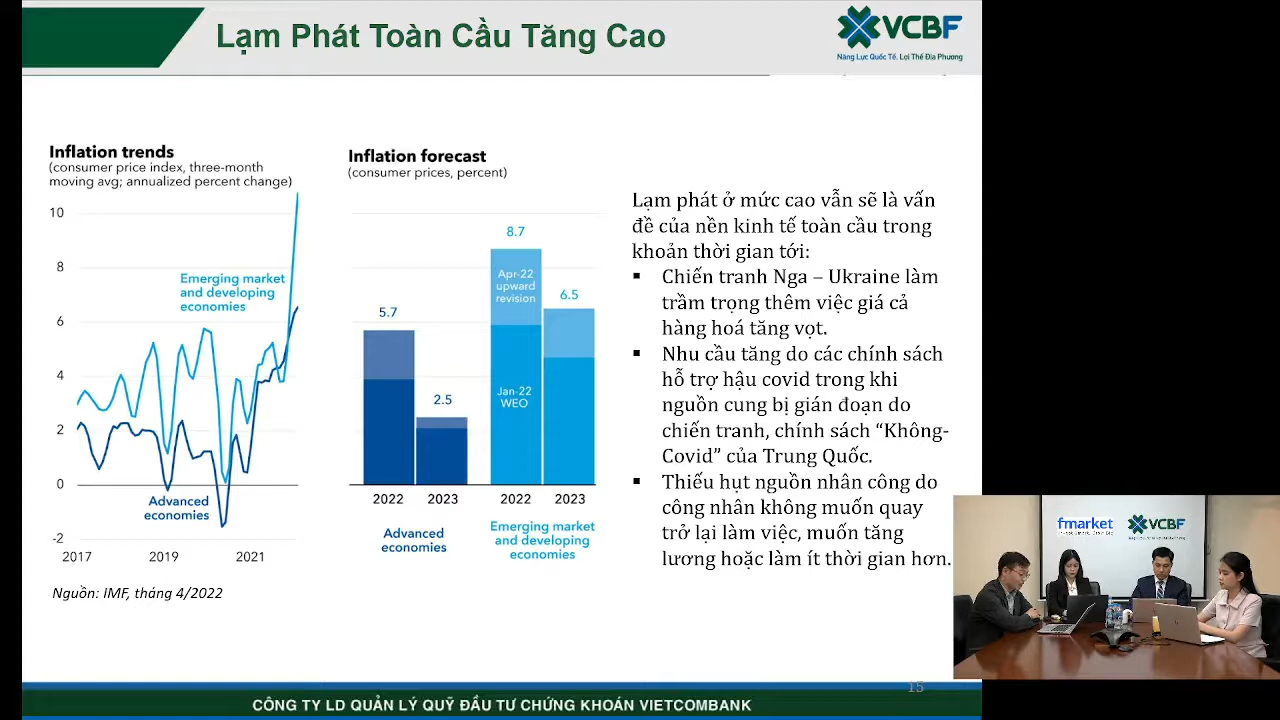 Lạm Phát Toàn Cầu Tăng Cao
VCBF
Năng Lực Quốc Tế. Lợi Thế Địa Phương
Inflation trends
(consumer price index, three-month
moving avg; annualized percent change)
10
8
6
4
2
0
-2
Emerging market
and developing
economies
Advanced
economies
2017
2019
2021
Nguồn: IMF, tháng 4/2022
Inflation forecast
(consumer prices, percent)
5.7
2.5
8.7
6.5
Apr-22
upward
revision
Jan-22
WEO
2022
2023
2022
2023
Advanced
economies
Emerging market
and developing
economies
Lạm phát ở mức cao vẫn sẽ là vấn
đề của nền kinh tế toàn cầu trong
khoản thời gian tới:
▪ Chiến tranh Nga – Ukraine làm
trầm trọng thêm việc giá cả
hàng hoá tăng vọt.
▪ Nhu cầu tăng do các chính sách
hỗ trợ hậu covid trong khi
nguồn cung bị gián đoạn do
chiến tranh, chính sách “Không-
Covid” của Trung Quốc.
▪ Thiếu hụt nguồn nhân công do
công nhân không muốn quay
trở lại làm việc, muốn tăng
lương hoặc làm ít thời gian hơn.
fmarket
VCBF
15
CÔNG TY LD QUẢN LÝ QUỸ ĐẦU TƯ CHỨNG KHOÁN VIETCOMBANK